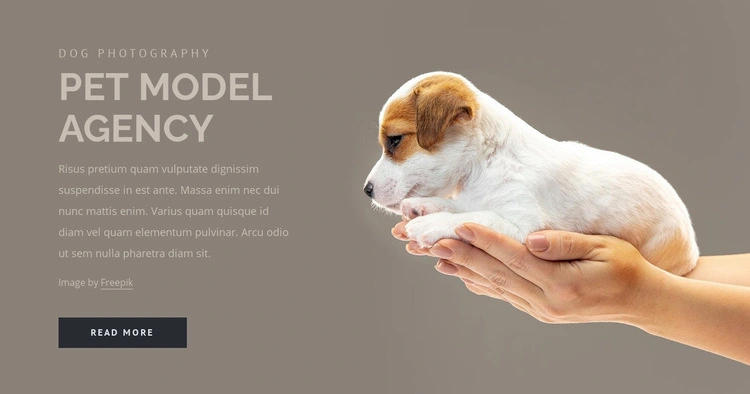 DOG PHOTOGRAPHY
PET MODEL
AGENCY
Risus pretium quam vulputate dignissim
suspendisse in est ante. Massa enim nec dui
nunc mattis enim. Varius quam quisque id
diam vel quam elementum pulvinar. Arcu odio
ut sem nulla pharetra diam sit.
Image by Freepik
READ MORE